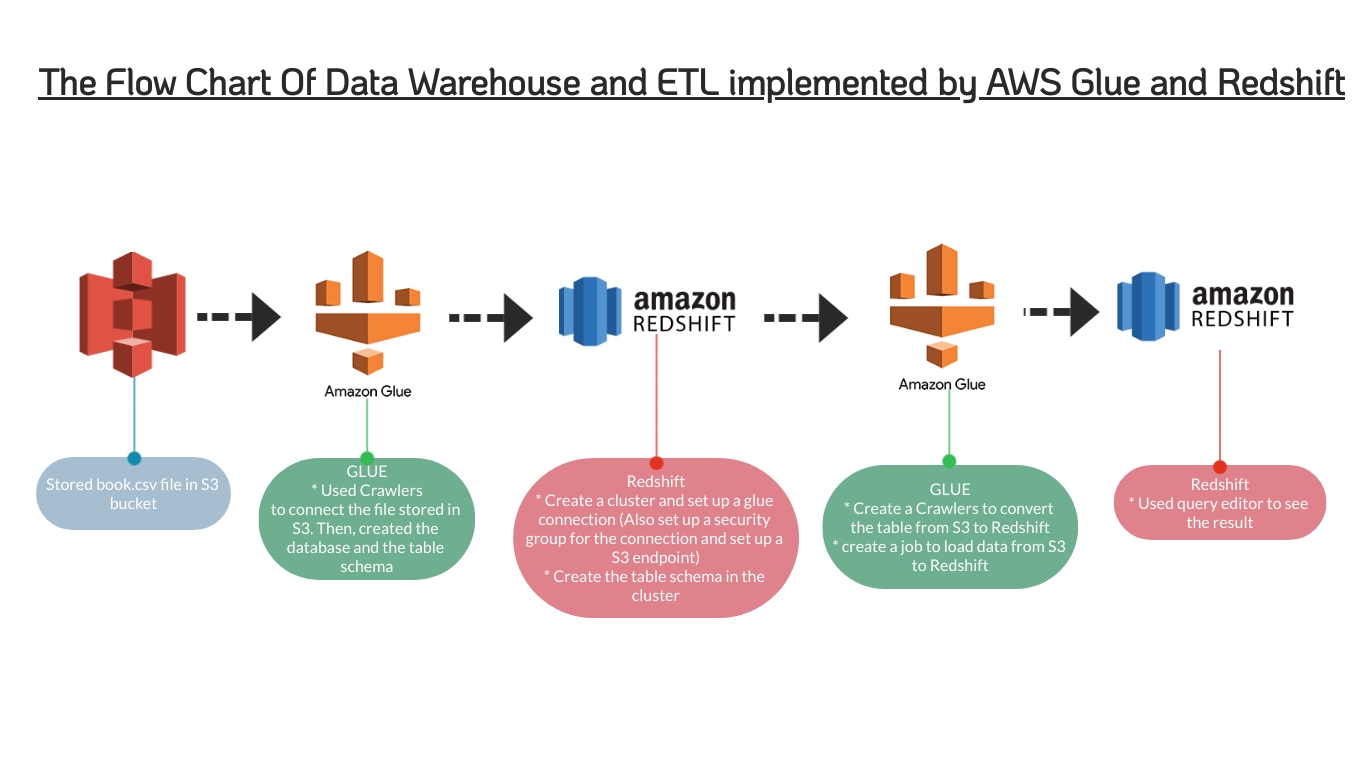 The Flow Chart Of Data Warehouse and ETL implemented by AWS Glue and Redshift
amazon
REDSHIFT
amazon
REDSHIFT
Amazon Glue
Amazon Glue
Stored book.csv file in S3
bucket
GLUE
* Used Crawlers
to connect the file stored in
S3. Then, created the
database and the table
schema
Redshift
* Create a cluster and set up a glue
connection (Also set up a security
group for the connection and set up a
S3 endpoint)
* Create the table schema in the
cluster
GLUE
* Create a Crawlers to convert
the table from S3 to Redshift
* create a job to load data from S3
to Redshift
Redshift
* Used query editor to see
the result